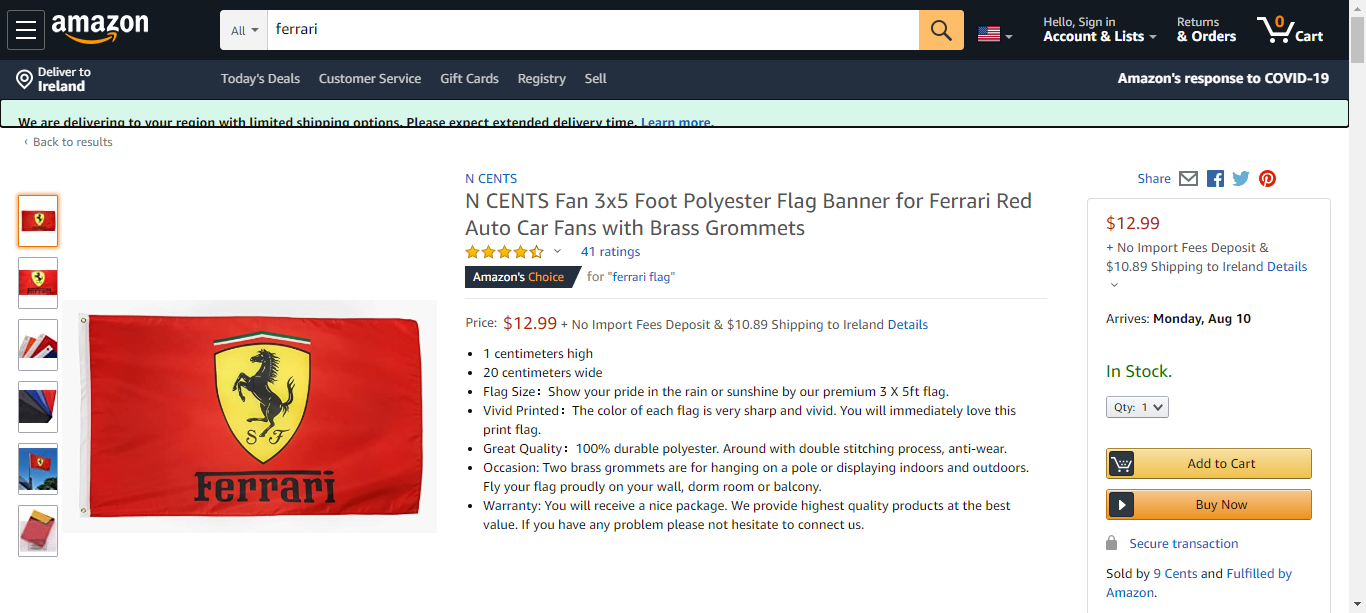 amazon
All
ferrari
Hello, Sign in
Account & Lists
Returns
& Orders
0
Cart
Deliver to
Ireland
Today's Deals
Customer Service
Gift Cards
Registry
Sell
Amazon's response to COVID-19
We are delivering to your region with limited shipping options. Please expect extended delivery time. Learn more.
‹ Back to results
N CENTS
N CENTS Fan 3x5 Foot Polyester Flag Banner for Ferrari Red
Auto Car Fans with Brass Grommets
41 ratings
Amazon's Choice for "ferrari flag"
Price: $12.99 + No Import Fees Deposit & $10.89 Shipping to Ireland Details
• 1 centimeters high
• 20 centimeters wide
• Flag Size：Show your pride in the rain or sunshine by our premium 3 X 5ft flag.
• Vivid Printed：The color of each flag is very sharp and vivid. You will immediately love this
print flag.
• Great Quality：100% durable polyester. Around with double stitching process, anti-wear.
• Occasion: Two brass grommets are for hanging on a pole or displaying indoors and outdoors.
Fly your flag proudly on your wall, dorm room or balcony.
• Warranty: You will receive a nice package. We provide highest quality products at the best
value. If you have any problem please not hesitate to connect us.
S F
Ferrari
Share
$12.99
+ No Import Fees Deposit &
$10.89 Shipping to Ireland Details
Arrives: Monday, Aug 10
In Stock.
Qty: 1
Add to Cart
Buy Now
Secure transaction
Sold by 9 Cents and Fulfilled by
Amazon.